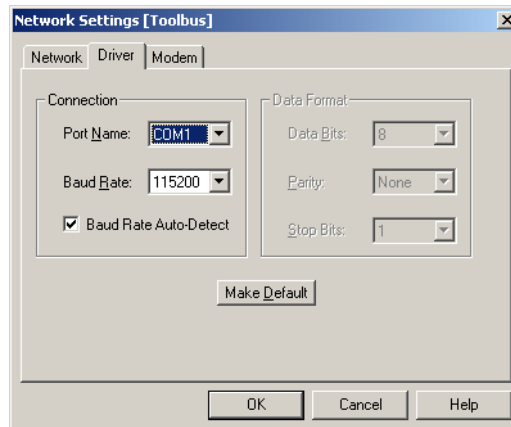 Network Settings [Toolbus]
Network Driver Modem
Connection
Port Name: COM1
Baud Rate: 115200
Baud Rate Auto-Detect
Data Format
Data Bits: 8
Parity: None
Stop Bits: 1
Make Default
OK Cancel Help